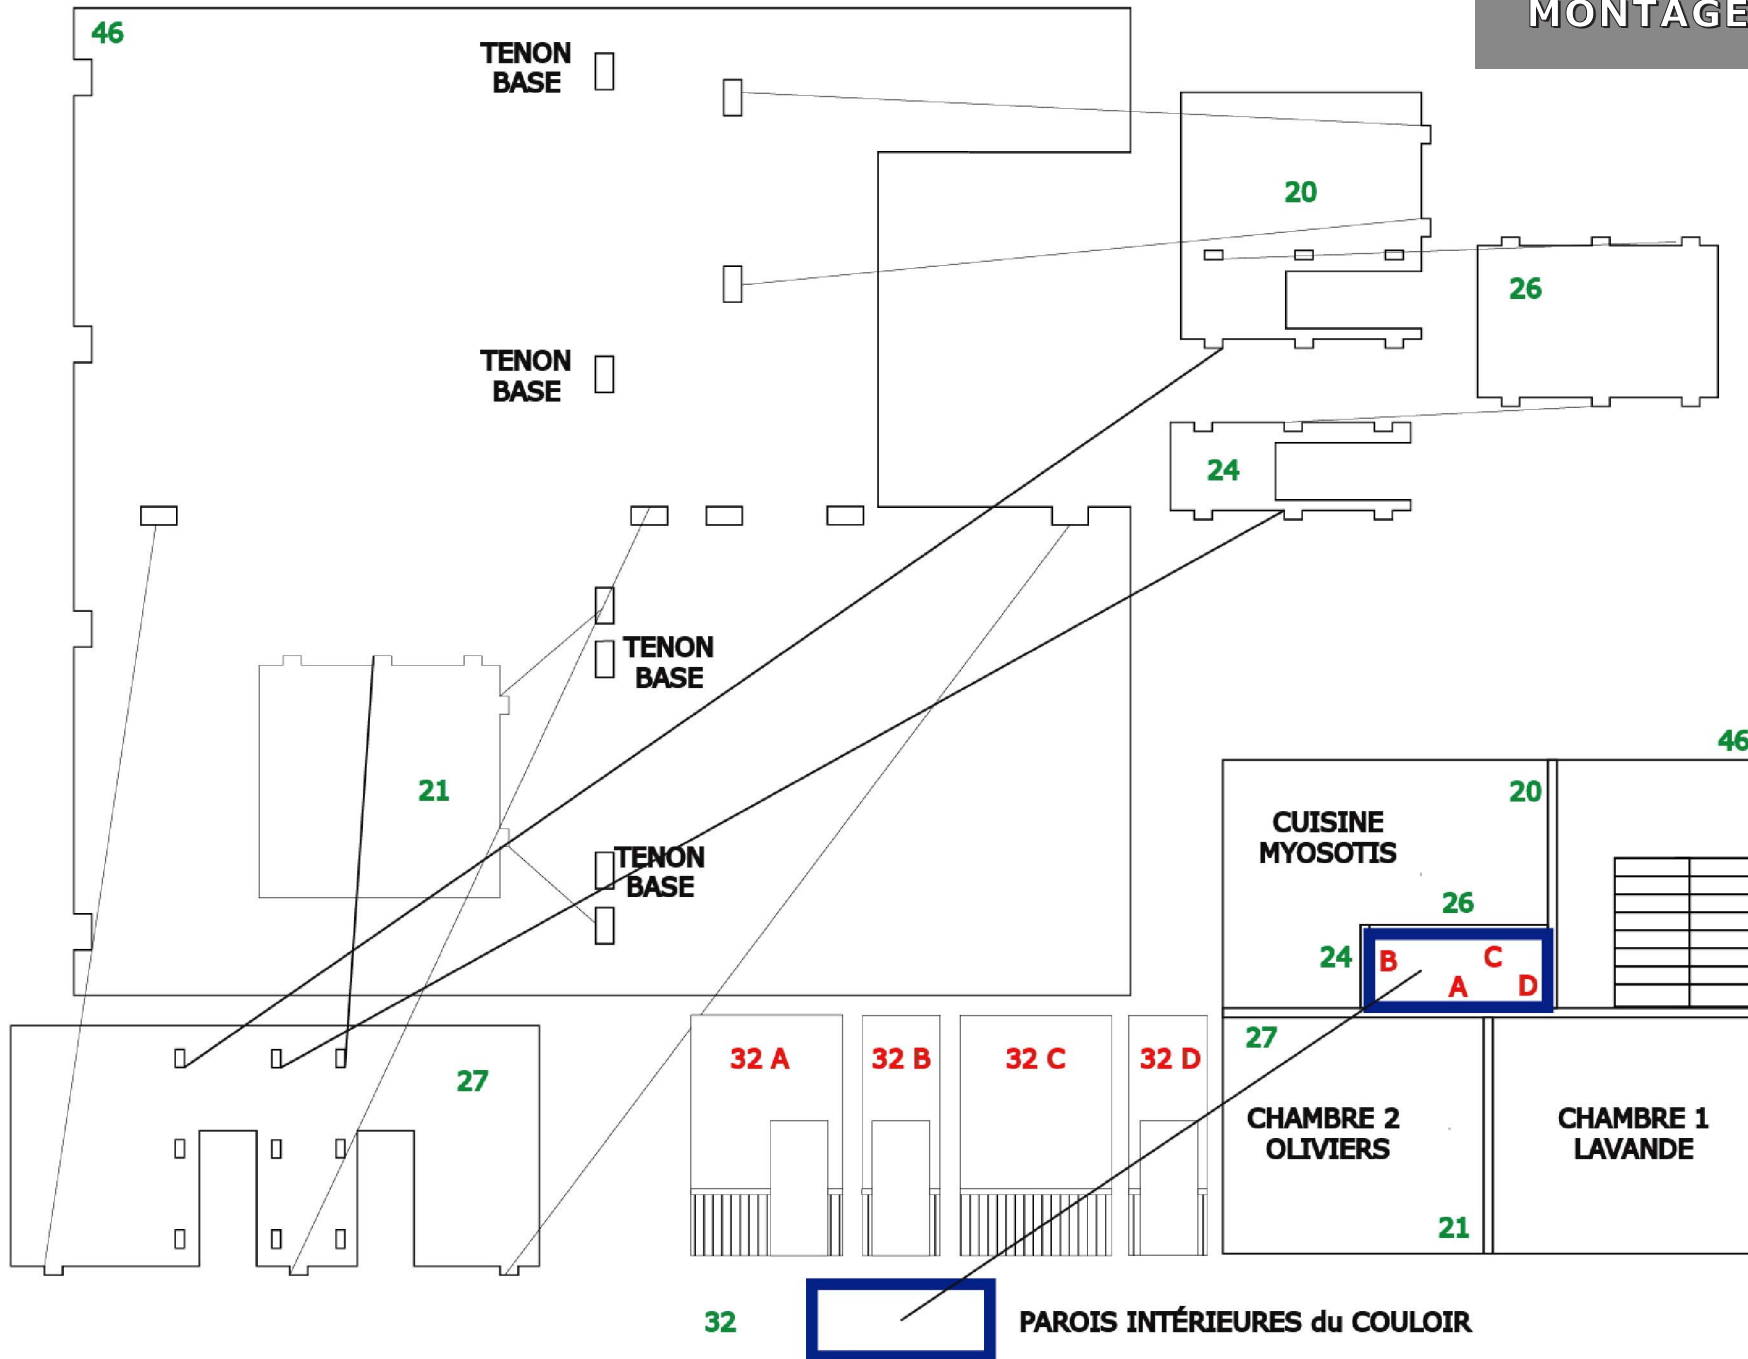 MONTAGE
46
TENON
BASE
20
26
TENON
BASE
24
TENON
BASE
21
TENON
BASE
46
20
CUISINE
MYOSOTIS
26
24
B
C
A
D
27
27
32 A
32 B
32 C
32 D
CHAMBRE 2
OLIVIERS
CHAMBRE 1
LAVANDE
21
32
PAROIS INTÉRIEURES du COULOIR